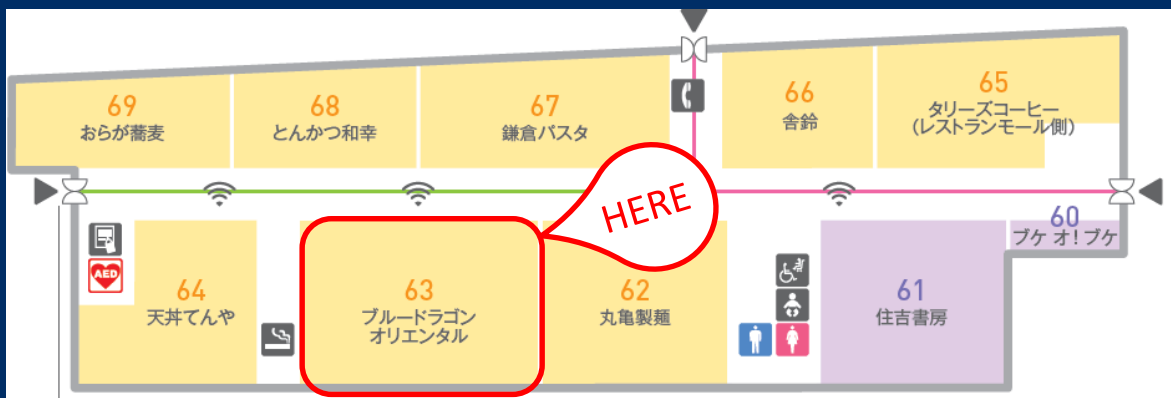 69
おらが蕎麦
68
とんかつ和幸
67
鎌倉パスタ
66
舎鈴
65
タリーズコーヒー
(レストランモール側)
HERE
60
ブケ オ！ブケ
AED
64
天丼てんや
63
ブルードラゴン
オリエンタル
62
丸亀製麺
61
住吉書房